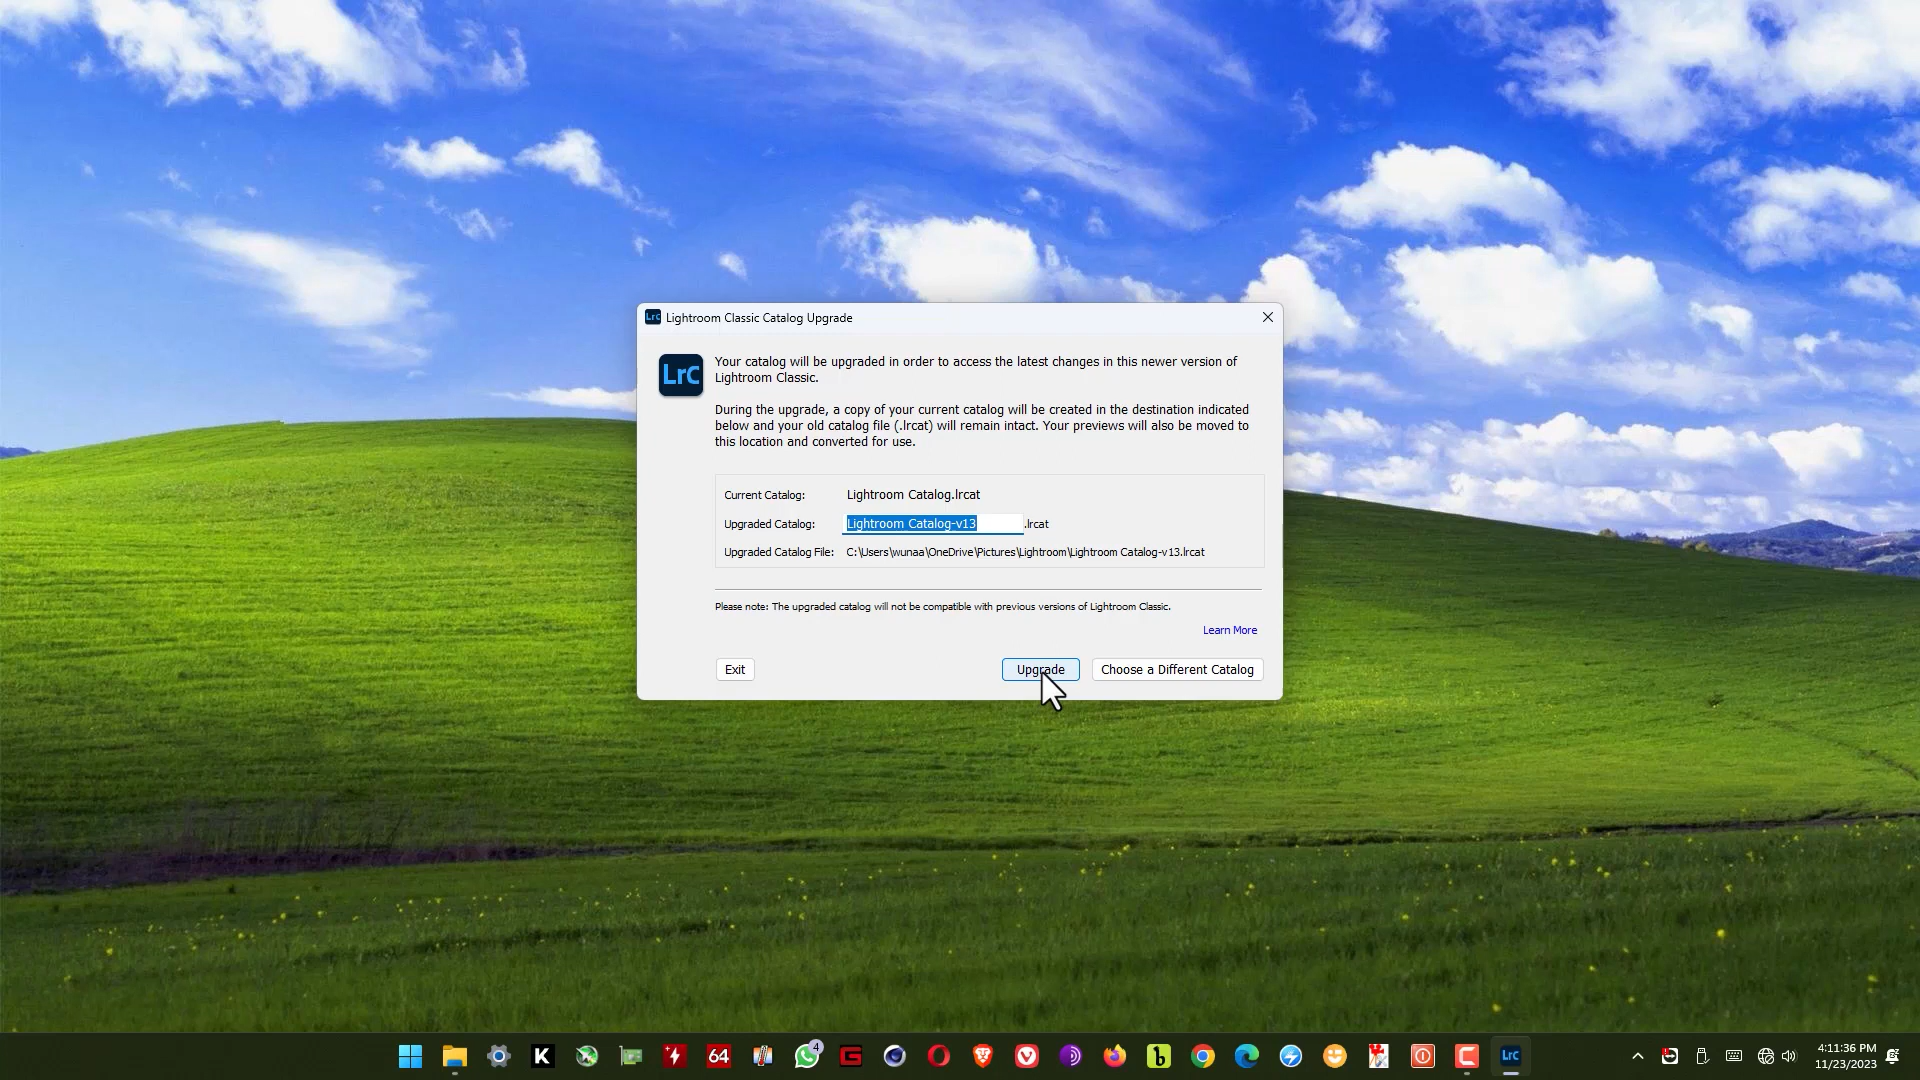 Lrc Lightroom Classic Catalog Upgrade
LrC
Your catalog will be upgraded in order to access the latest changes in this newer version of
Lightroom Classic.
During the upgrade, a copy of your current catalog will be created in the destination indicated
below and your old catalog file (.lrcat) will remain intact. Your previews will also be moved to
this location and converted for use.
Current Catalog: Lightroom Catalog.lrcat
Upgraded Catalog: Lightroom Catalog-v13 .lrcat
Upgraded Catalog File: C:\Users\wunaa\OneDrive\Pictures\Lightroom\Lightroom Catalog-v13.lrcat
Please note: The upgraded catalog will not be compatible with previous versions of Lightroom Classic.
Learn More
Exit Upgrade Choose a Different Catalog
K 64 4 LrC
4:11:36 PM
11/23/2023